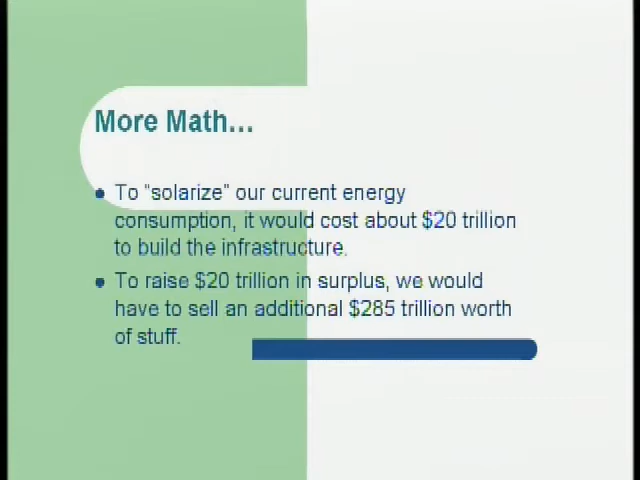 More Math...
To "solarize" our current energy
consumption, it would cost about $20 trillion
to build the infrastructure.
To raise $20 trillion in surplus, we would
have to sell an additional $285 trillion worth
of stuff.